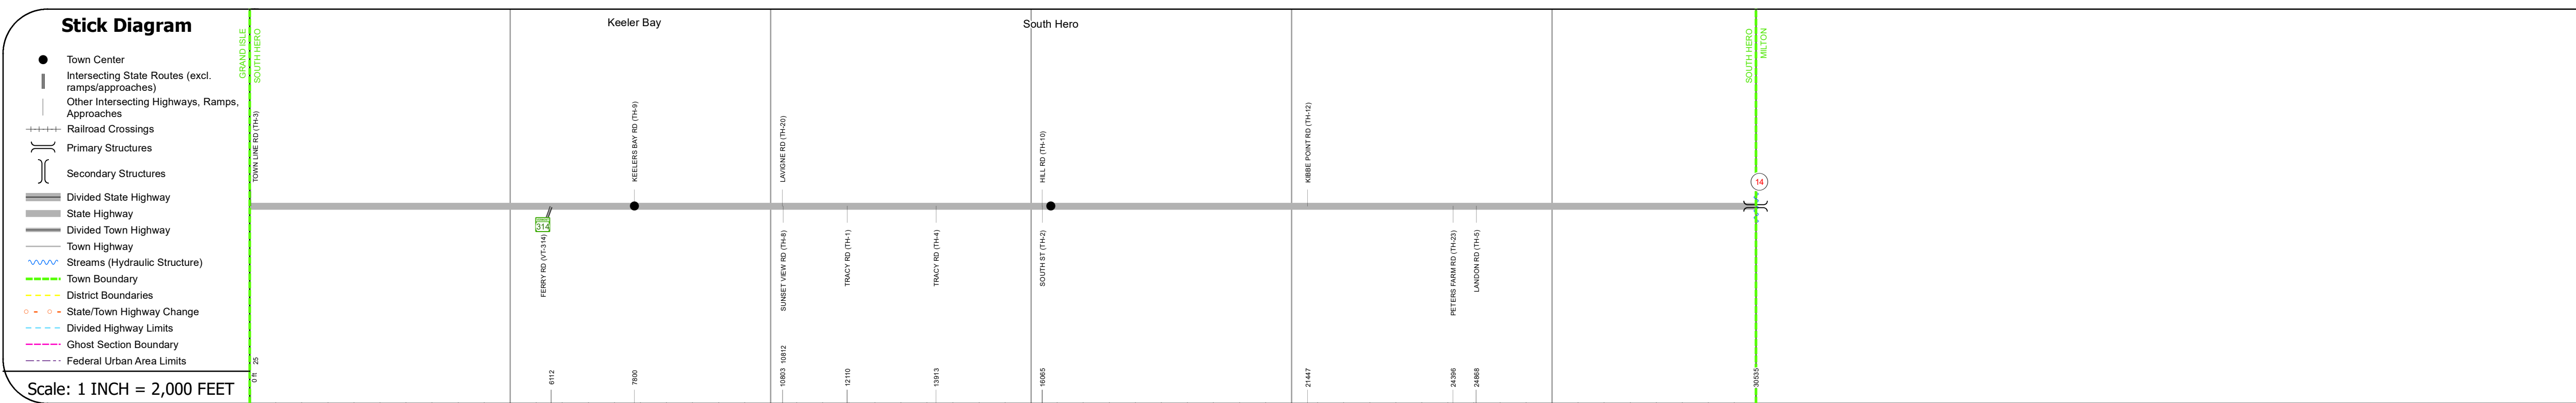 Stick Diagram
Town Center
Intersecting State Routes (excl.
ramps/approaches)
Other Intersecting Highways, Ramps,
Approaches
Railroad Crossings
Primary Structures
Secondary Structures
Divided State Highway
State Highway
Divided Town Highway
Town Highway
Streams (Hydraulic Structure)
Town Boundary
District Boundaries
State/Town Highway Change
Divided Highway Limits
Ghost Section Boundary
Federal Urban Area Limits
Scale: 1 INCH = 2,000 FEET
GRAND ISLE
SOUTH HERO
Keeler Bay
South Hero
SOUTH HERO
MILTON
TOWN LINE RD (TH-3)
KEELERS BAY RD (TH-9)
LAVIGNE RD (TH-20)
HILL RD (TH-10)
KIBBE POINT RD (TH-12)
14
314
FERRY RD (VT-314)
SUNSET VIEW RD (TH-8)
TRACY RD (TH-1)
TRACY RD (TH-4)
SOUTH ST (TH-2)
PETERS FARM RD (TH-23)
LANDON RD (TH-5)
0 ft
25
6112
7800
10803
10812
12110
13913
16065
21447
24396
24868
30535